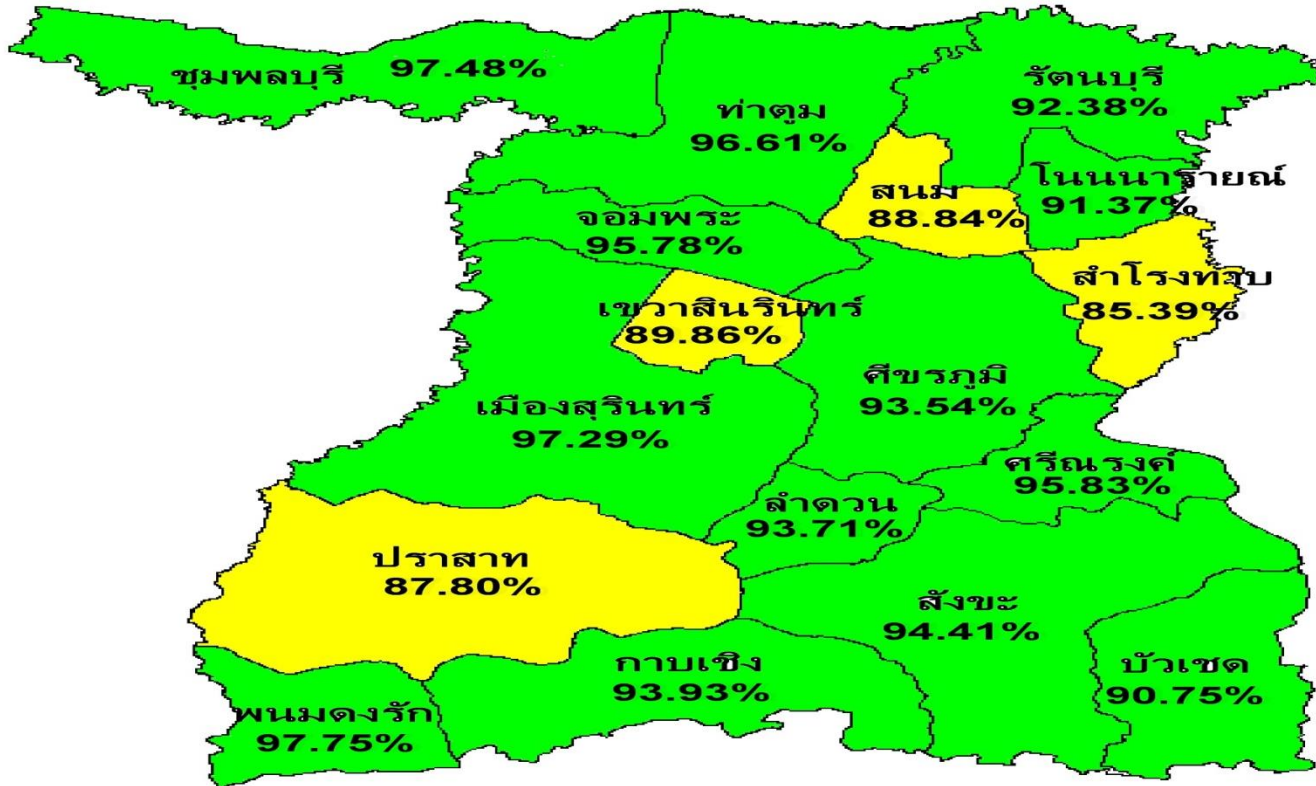 ชุมพลบุรี 97.48%
รัตนบุรี
92.38%
ท่าตูม
96.61%
โนนนารายณ์
91.37%
สนม
88.84%
จอมพระ
95.78%
สำโรงทาบ
85.39%
เขวาสินรินทร์
89.86%
ศีขรภูมิ
93.54%
เมืองสุรินทร์
97.29%
ศรีณรงค์
95.83%
ลำดวน
93.71%
ปราสาท
87.80%
สังขะ
94.41%
กาบเชิง
93.93%
บัวเชด
90.75%
พนมดงรัก
97.75%